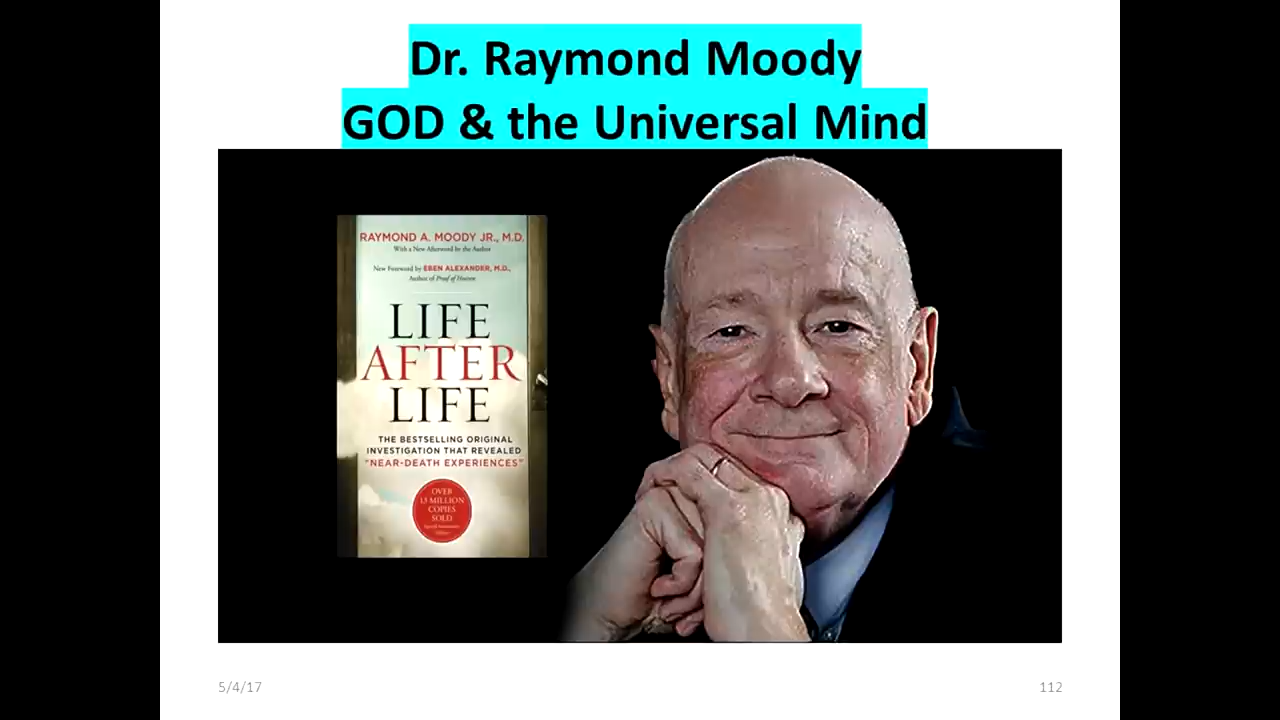 Dr. Raymond Moody
GOD & the Universal Mind
RAYMOND A. MOODY JR., M.D.
With a New Afterword by the Author
New Foreword by EBEN ALEXANDER, M.D.,
Author of Proof of Heaven
LIFE
AFTER
LIFE
THE BESTSELLING ORIGINAL
INVESTIGATION THAT REVEALED
"NEAR-DEATH EXPERIENCES"
OVER
13 MILLION
COPIES
SOLD
5/4/17
112